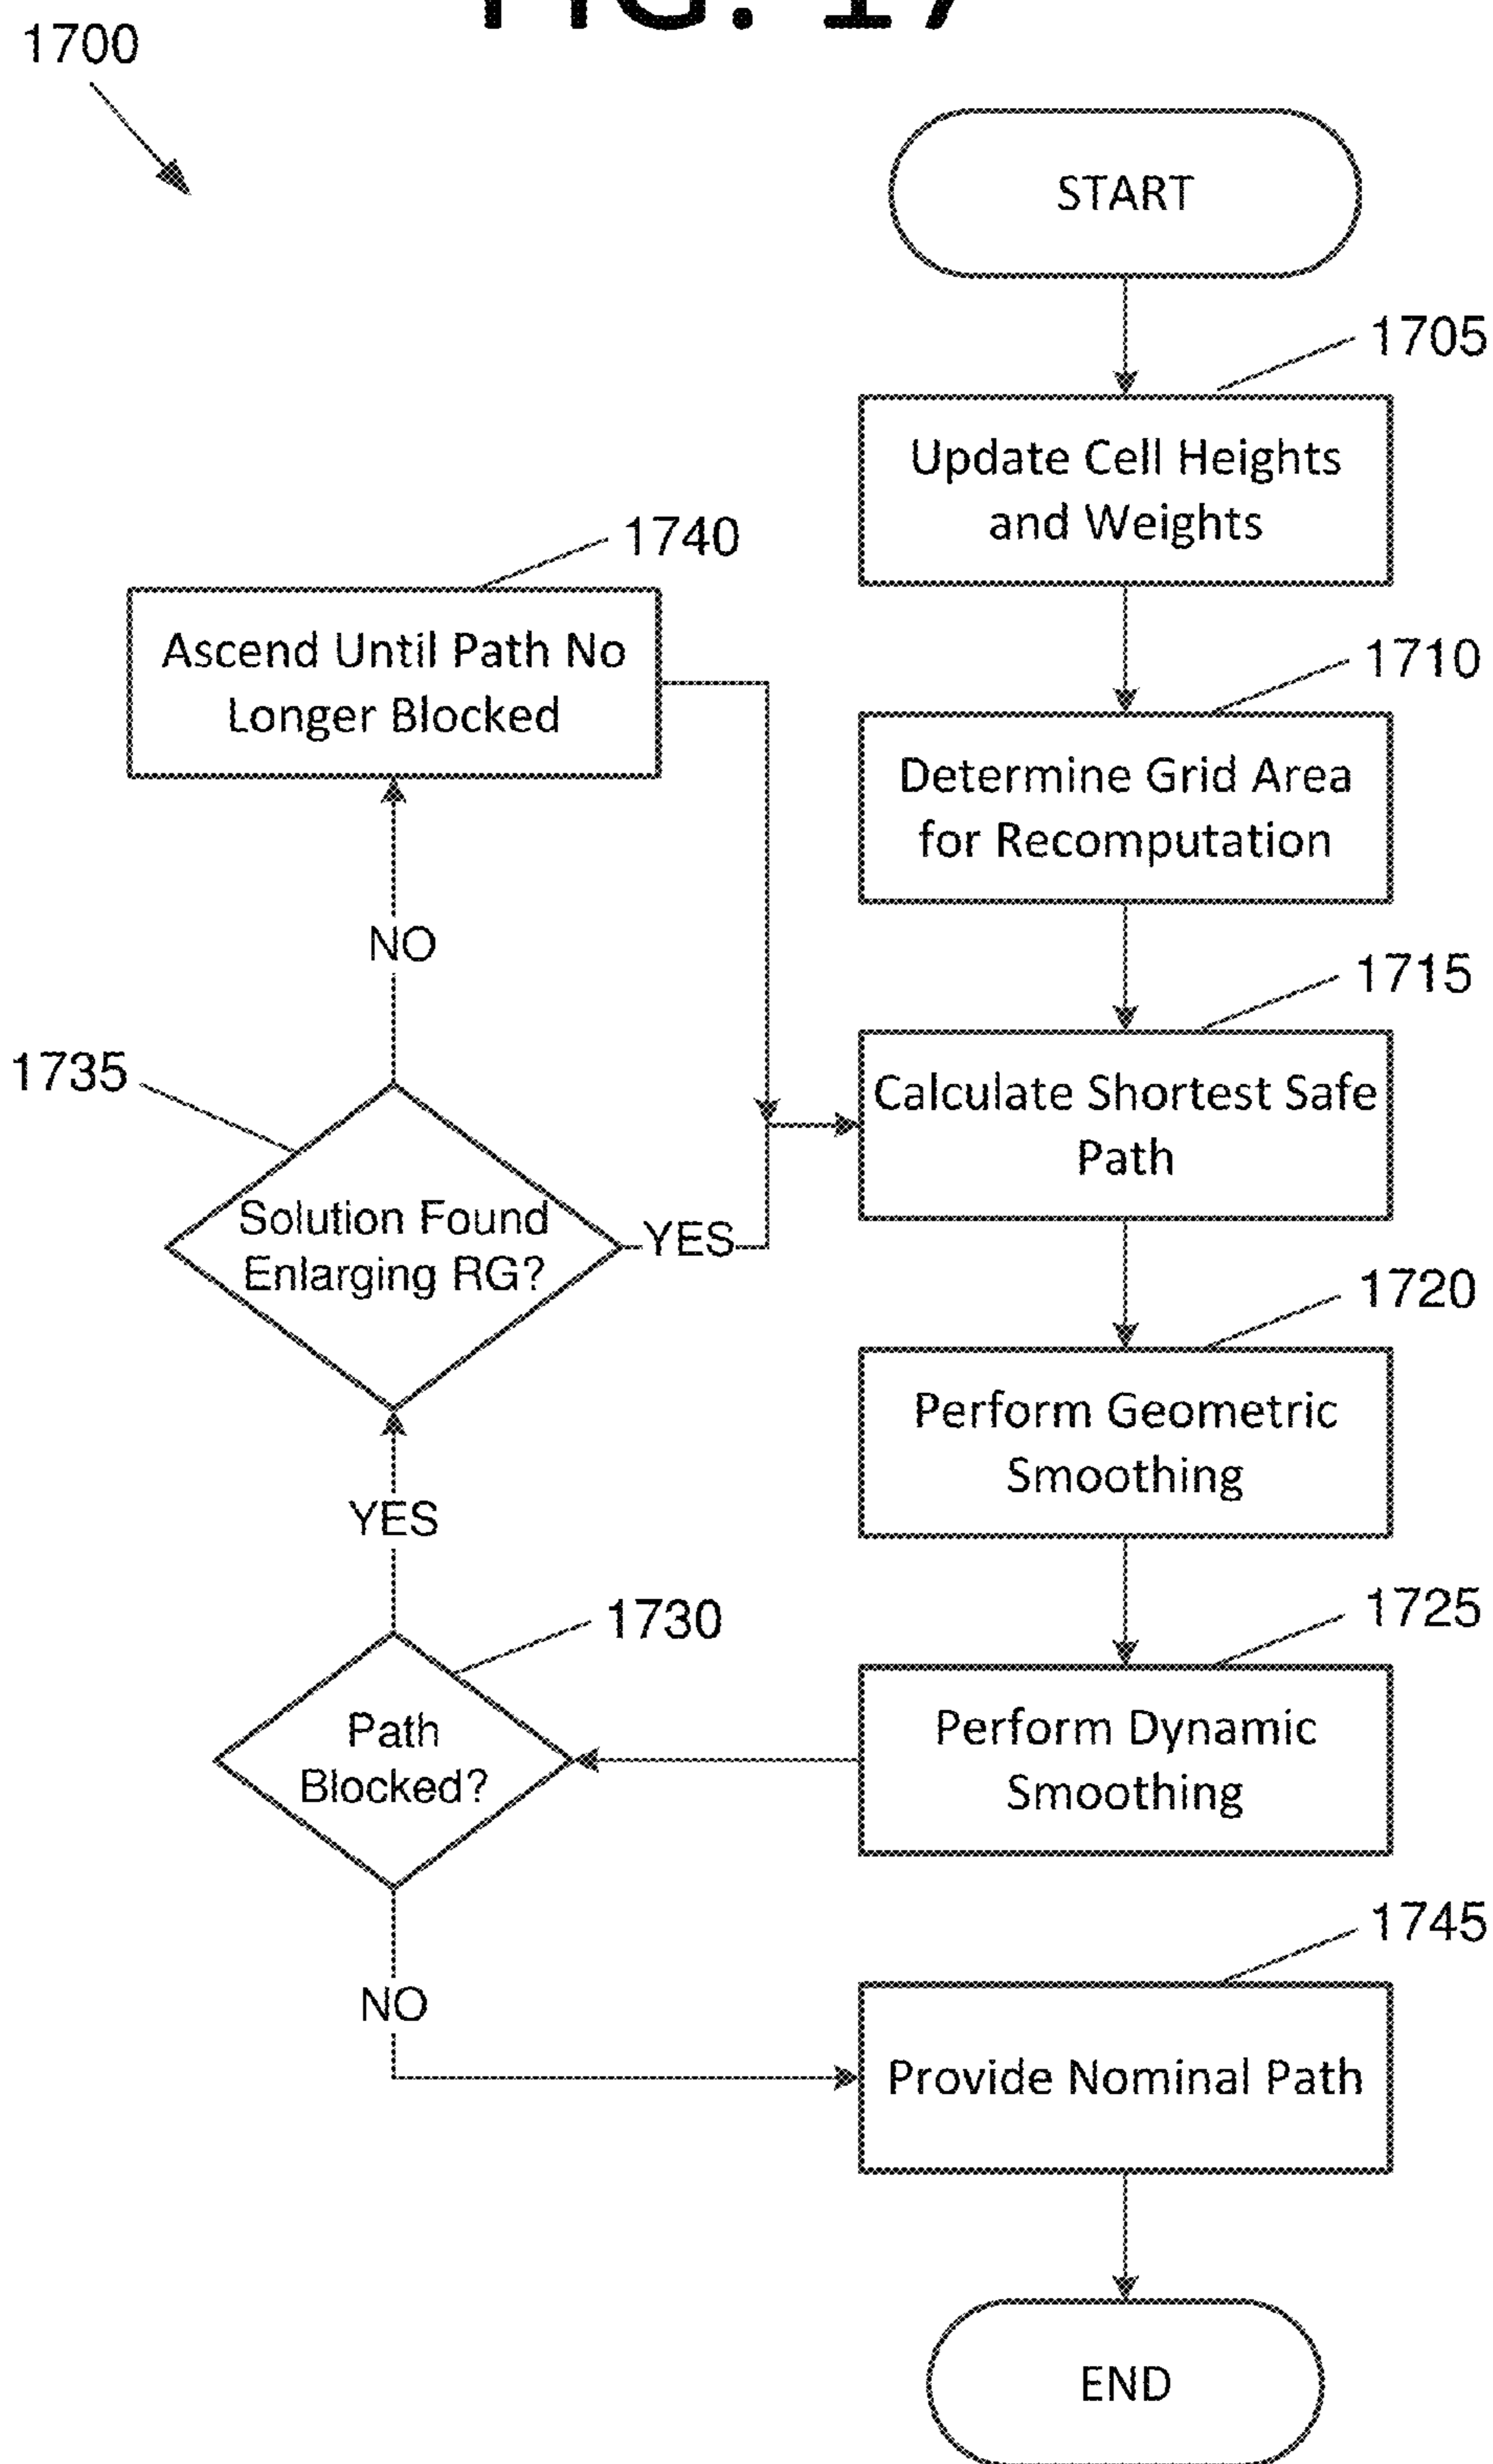 FIG. 17
1700
START
1705
Update Cell Heights
and Weights
1740
Ascend Until Path No
Longer Blocked
1710
Determine Grid Area
for Recomputation
NO
1715
Calculate Shortest Safe
Path
1735
Solution Found
Enlarging RG?
YES
1720
Perform Geometric
Smoothing
YES
1725
Perform Dynamic
Smoothing
1730
Path
Blocked?
1745
NO
Provide Nominal Path
END